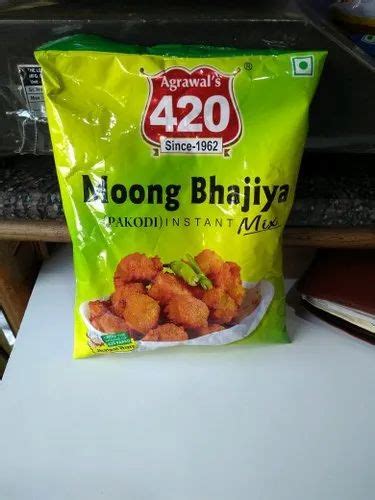 Agrawal's
®
420
Since-1962
Moong Bhajiya
(PAKODI) INSTANT Mix